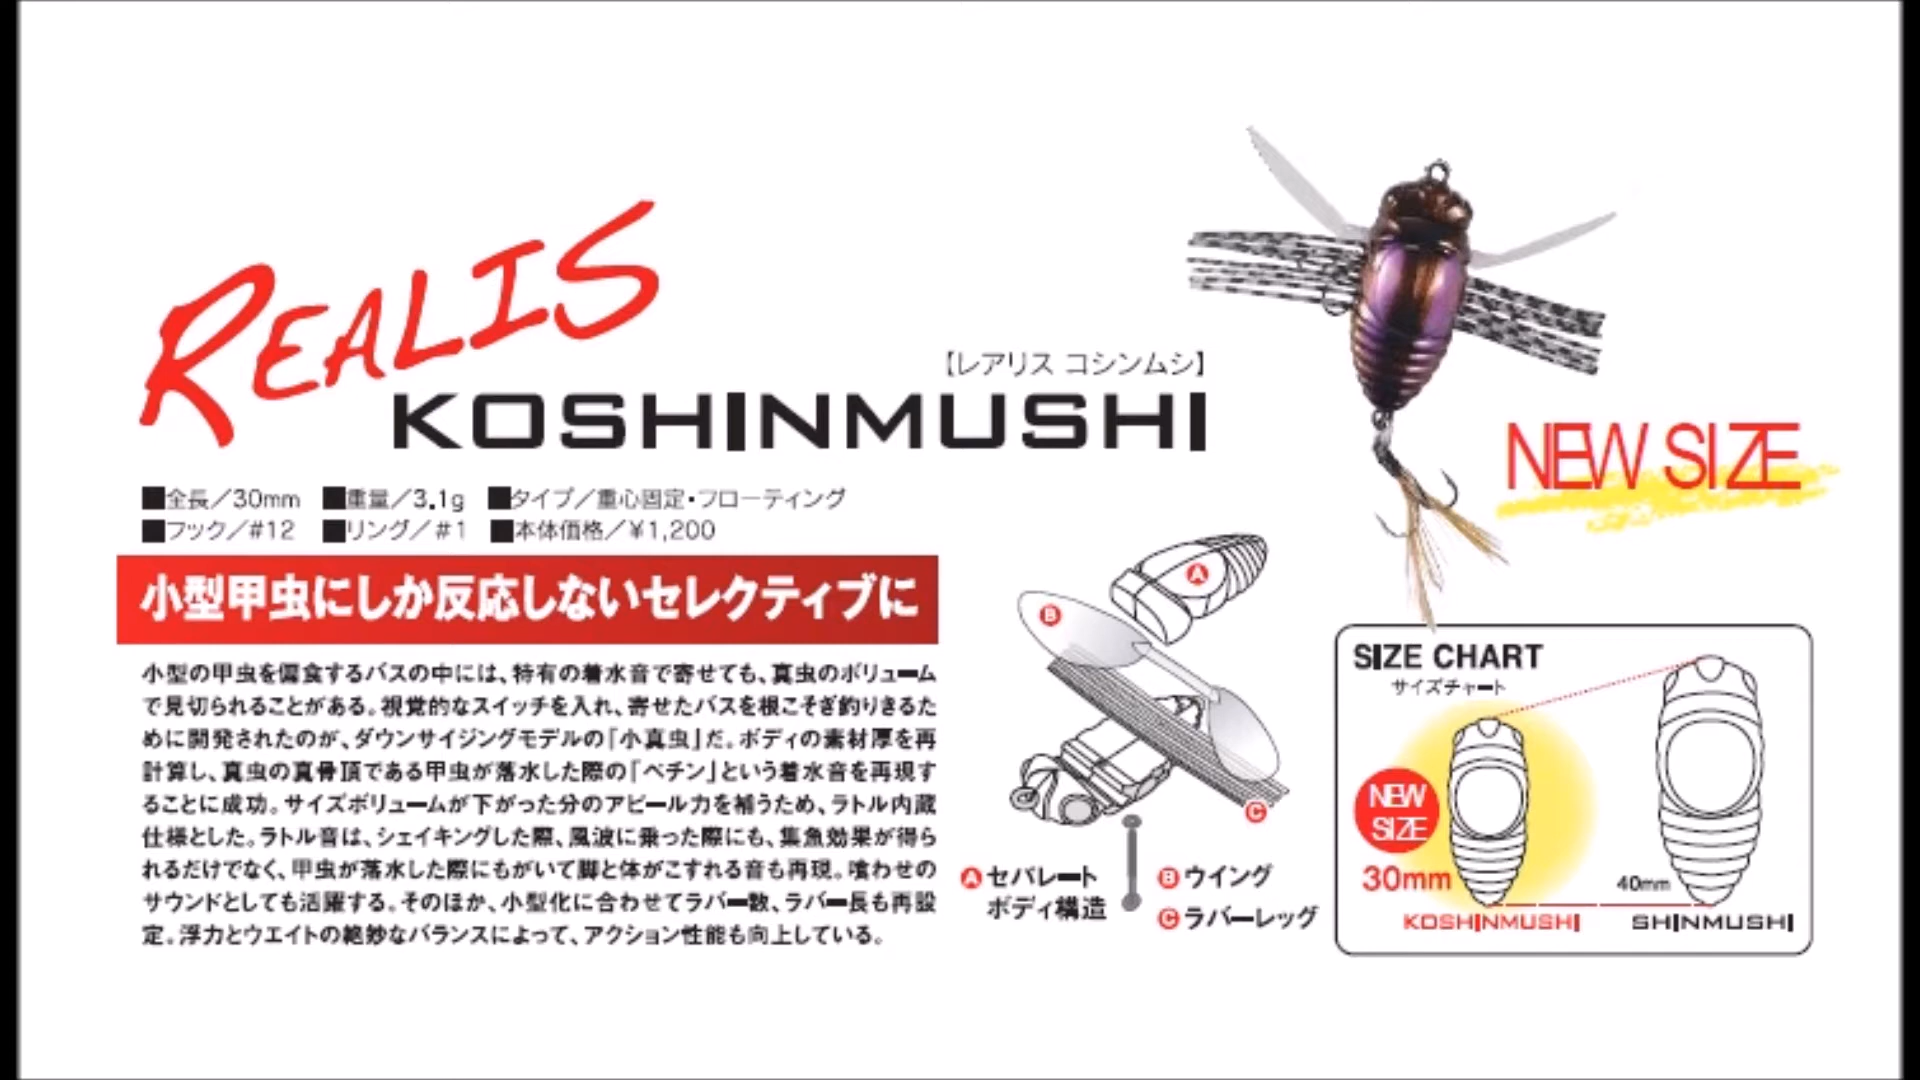 REALIS
【レアリス コシンムシ】
KOSHINMUSHI
NEW SIZE
■全長／30mm ■重量／3.1g ■タイプ／重心固定・フローティング
■フック／#12 ■リング／#1 ■本体価格／¥1,200
小型甲虫にしか反応しないセレクティブに
小型の甲虫を偏食するバスの中には、特有の着水音で寄せても、真虫のボリューム
で見切られることがある。視覚的なスイッチを入れ、寄せたバスを根こそぎ釣りきるた
めに開発されたのが、ダウンサイジングモデルの「小真虫」だ。ボディの素材厚を再
計算し、真虫の真骨頂である甲虫が落水した際の「ペチン」という着水音を再現す
ることに成功。サイズボリュームが下がった分のアピール力を補うため、ラトル内蔵
仕様とした。ラトル音は、シェイキングした際、風波に乗った際にも、集魚効果が得ら
れるだけでなく、甲虫が落水した際にもがいて脚と体がこすれる音も再現。喰わせの
サウンドとしても活躍する。そのほか、小型化に合わせてラバー数、ラバー長も再設
定。浮力とウエイトの絶妙なバランスによって、アクション性能も向上している。
A
B
C
A セパレート
ボディ構造
B ウイング
C ラバーレッグ
SIZE CHART
サイズチャート
NEW
SIZE
30mm
KOSHINMUSHI
40mm
SHINMUSHI